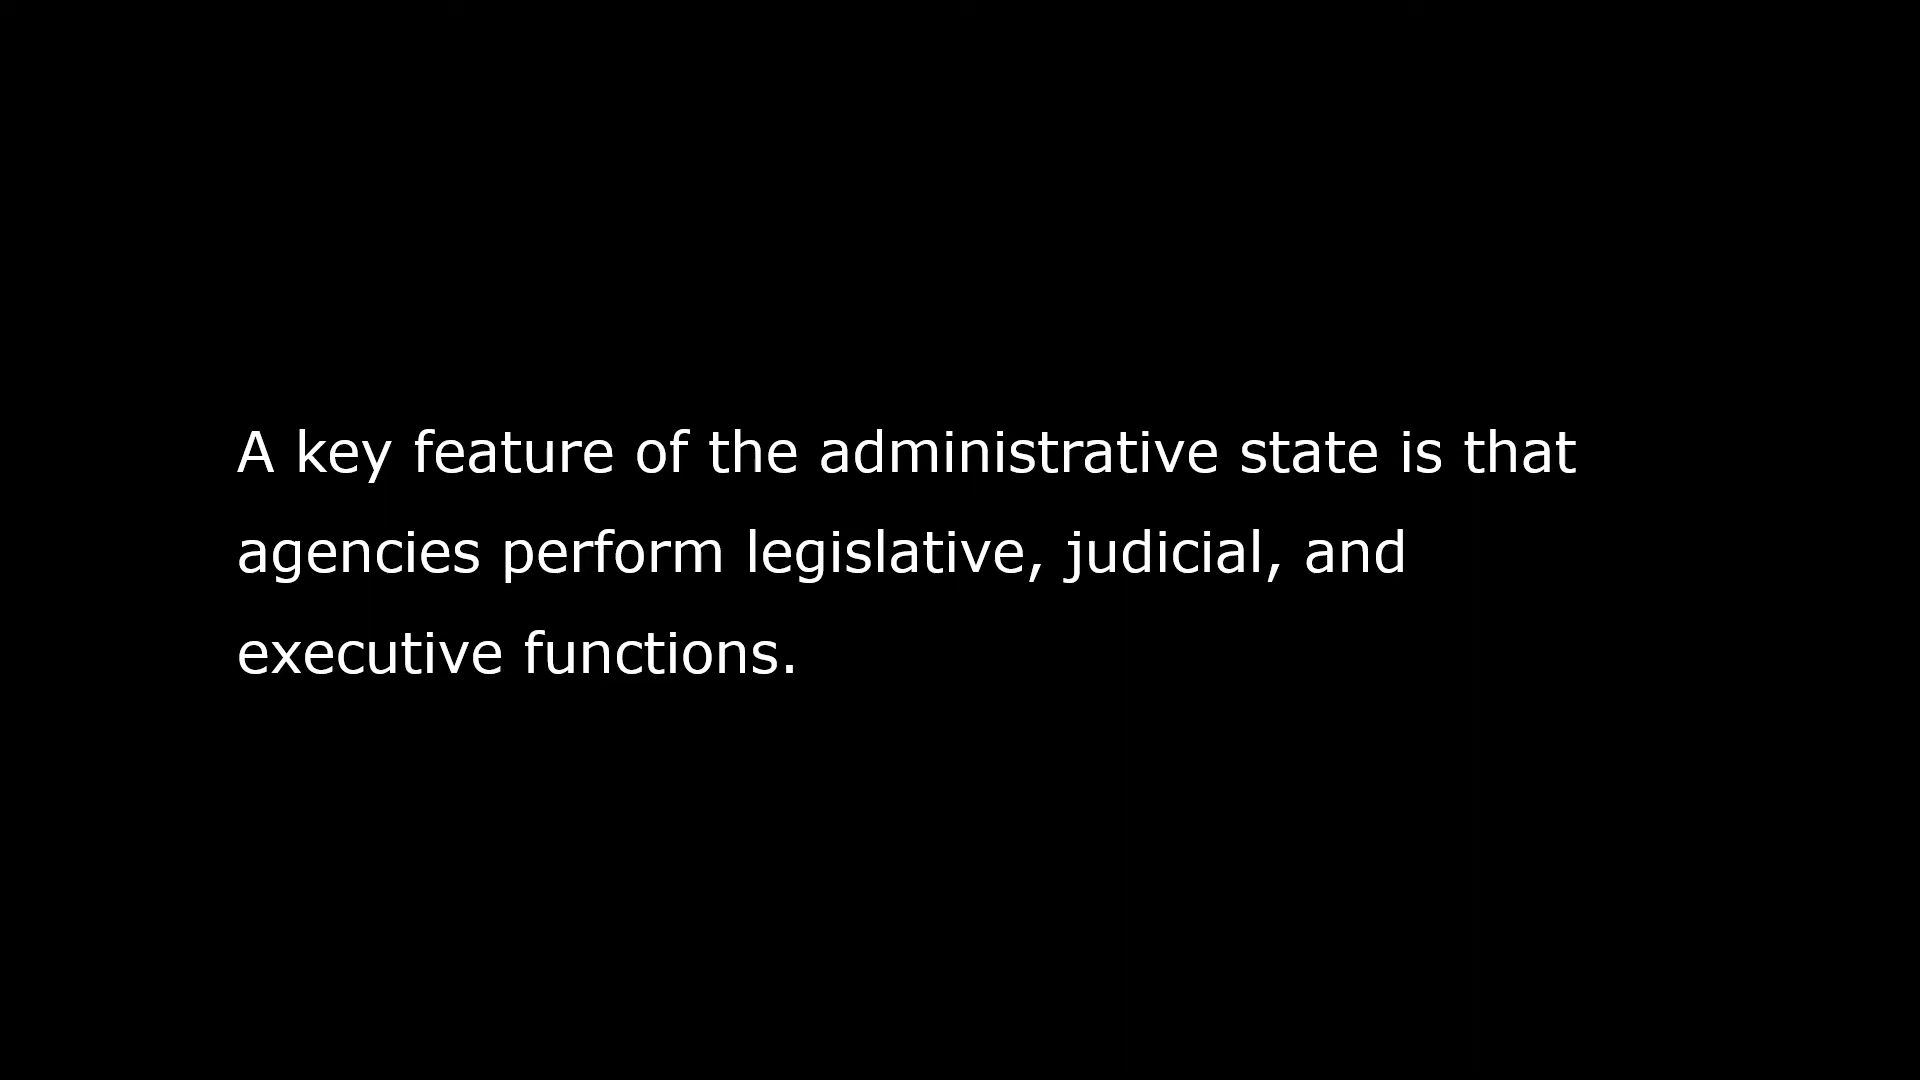 A key feature of the administrative state is that
agencies perform legislative, judicial, and
executive functions.